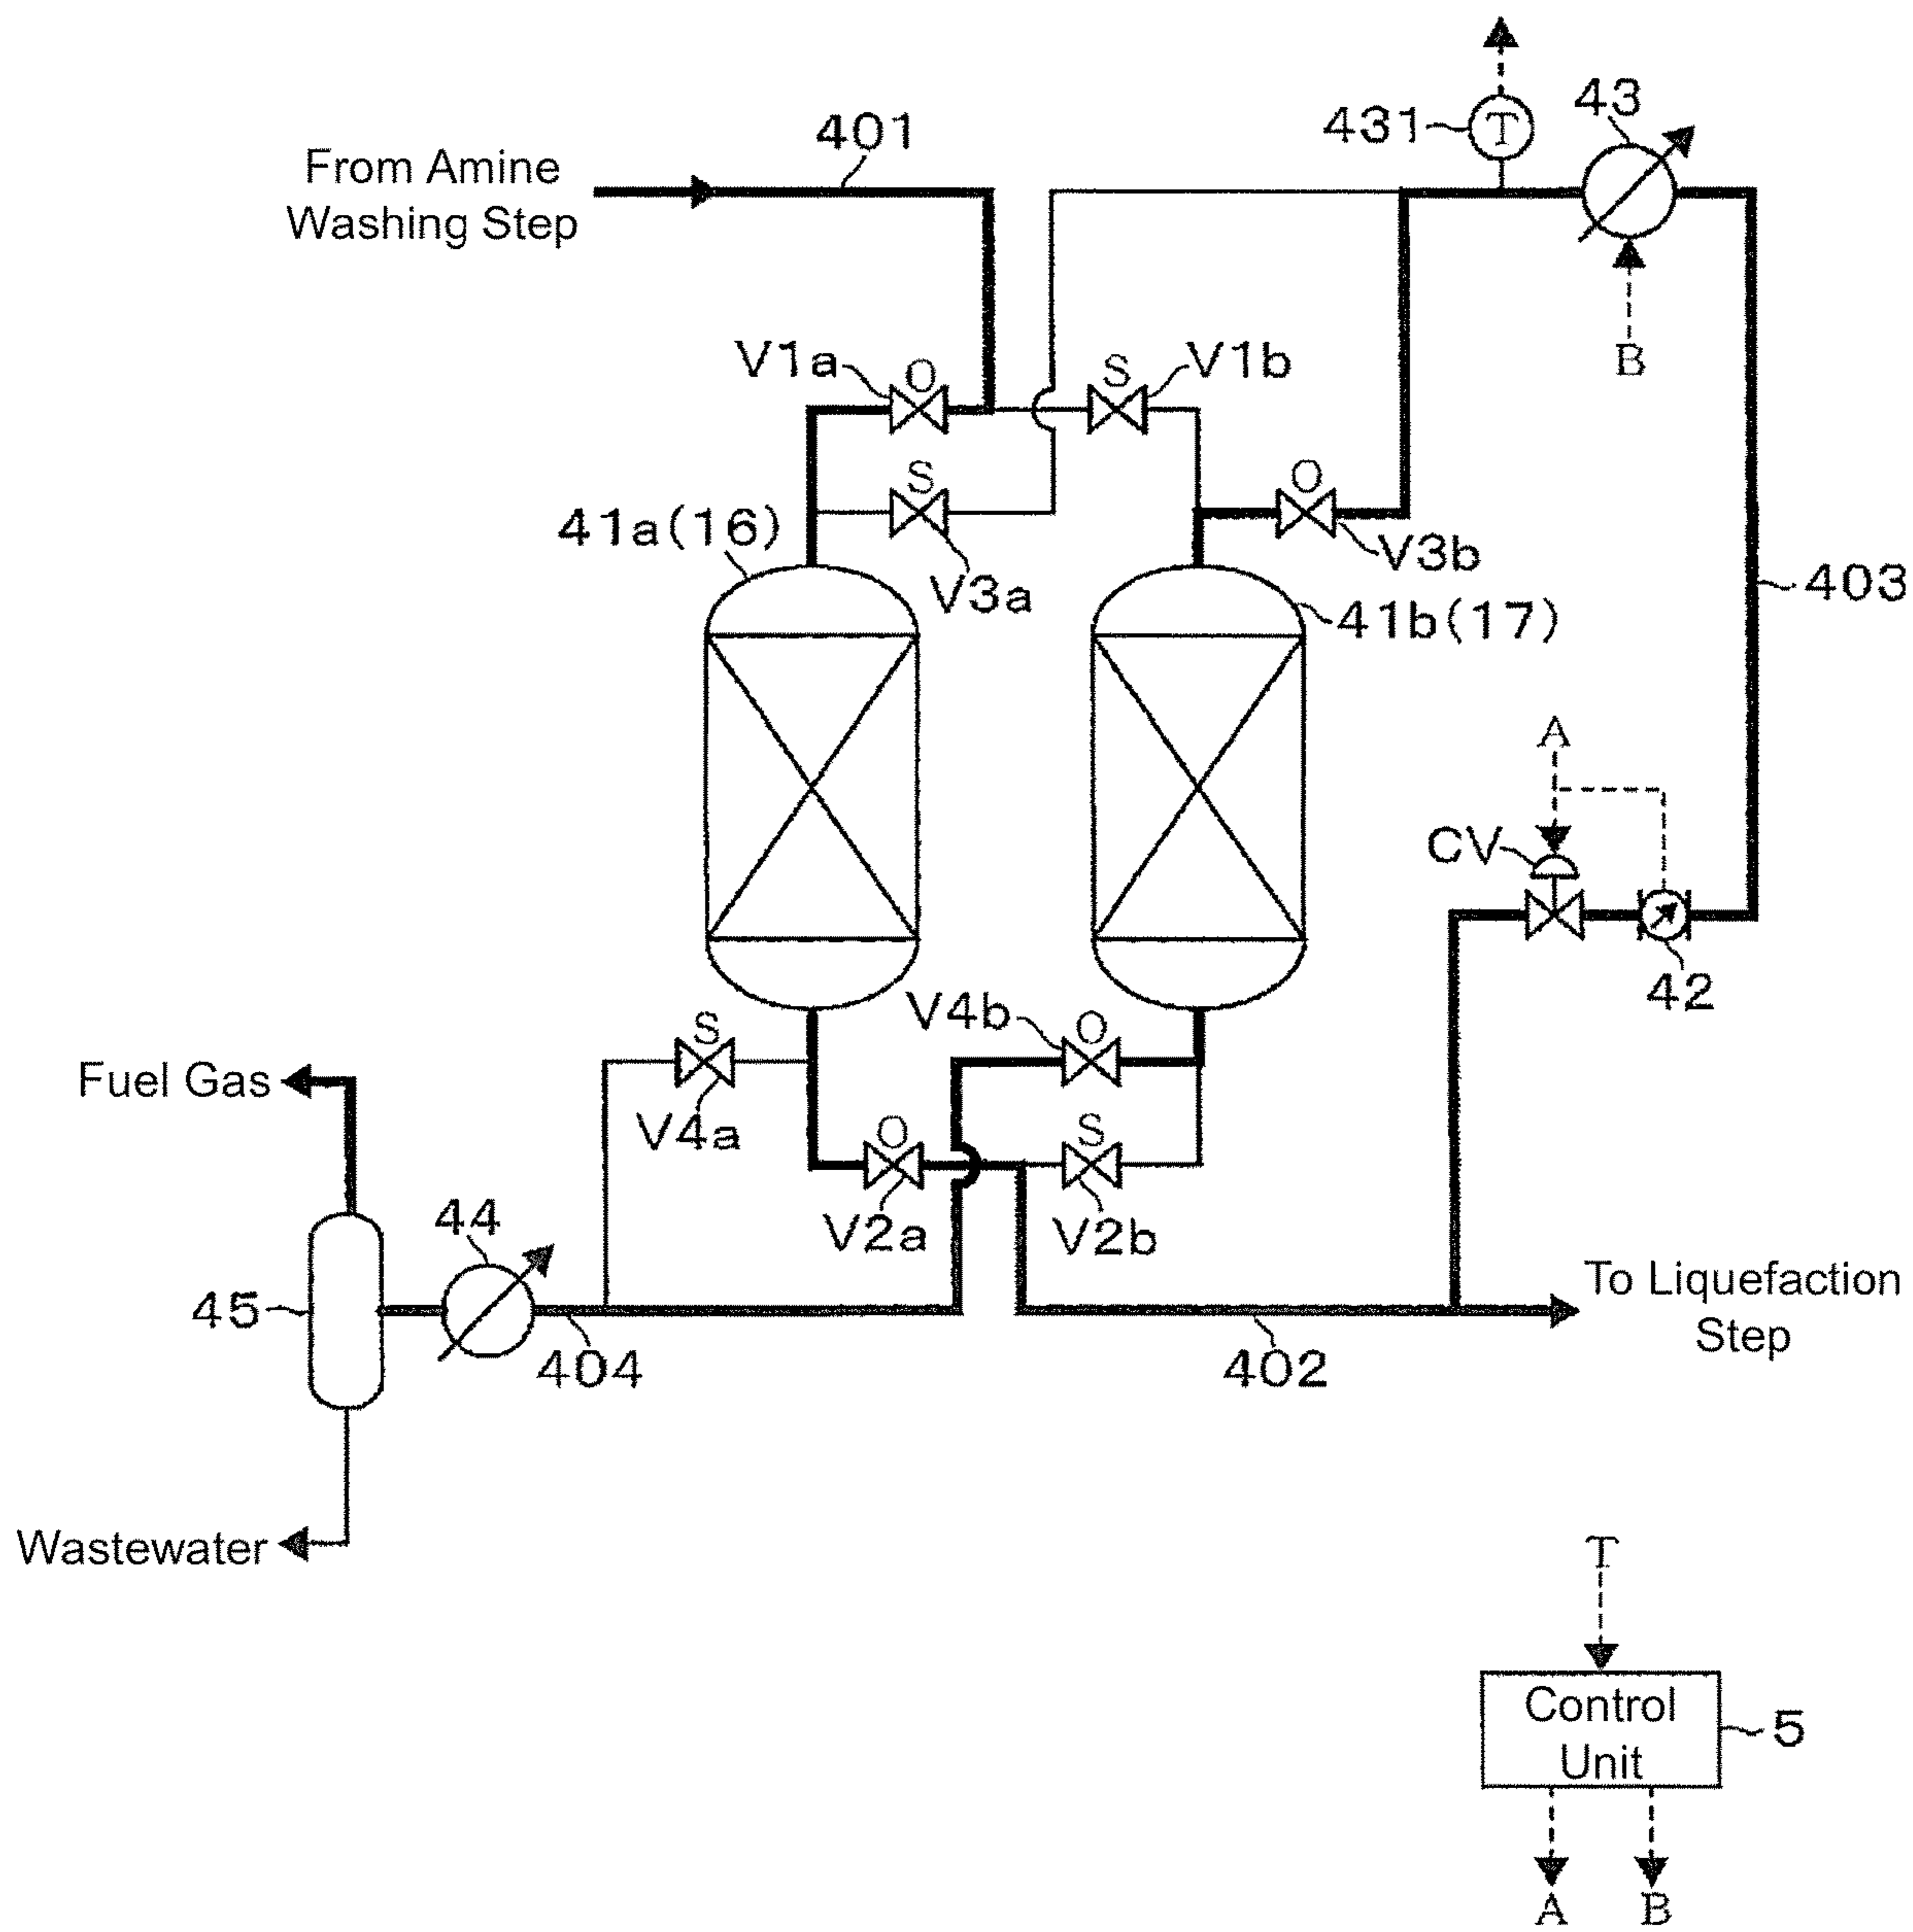 43
431
T
401
From Amine
Washing Step
B
V1a
O
S
V1b
S
O
41a(16)
V3a
V3b
403
41b(17)
A
CV
42
V4b
S
O
Fuel Gas
V4a
O
S
V2a
V2b
44
45
404
402
To Liquefaction
Step
Wastewater
T
Control
Unit
5
A
B